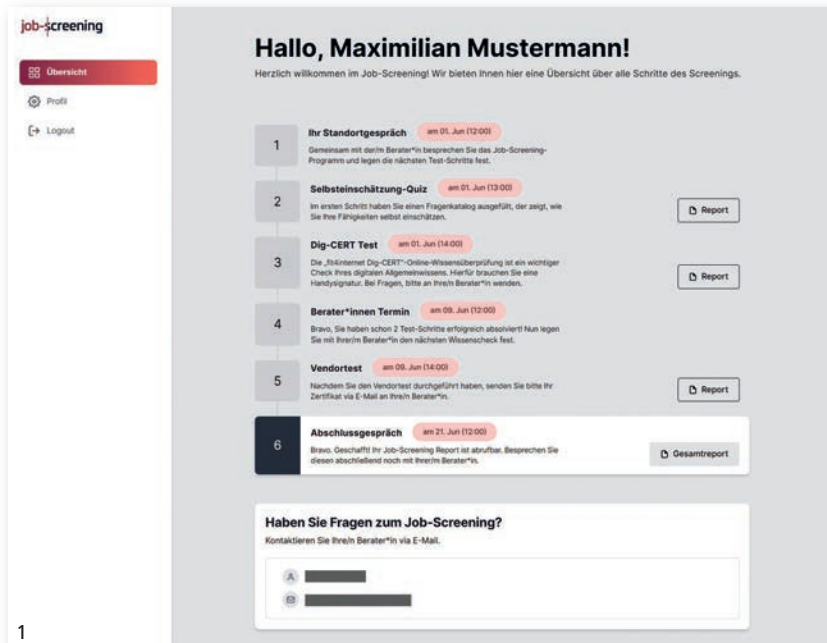 job-screening
Übersicht
Profil
Logout
Hallo, Maximilian Mustermann!
Herzlich willkommen im Job-Screening! Wir bieten Ihnen hier eine Übersicht über alle Schritte des Screenings.
1
Ihr Standortgespräch am 01. Jun (12:00)
Gemeinsam mit der/m Berater*in besprechen Sie das Job-Screening-
Programm und legen die nächsten Test-Schritte fest.
2
Selbsteinschätzung-Quiz am 01. Jun (13:00)
Im ersten Schritt haben Sie einen Fragenkatalog ausgefüllt, der zeigt, wie
Sie Ihre Fähigkeiten selbst einschätzen.
Report
3
Dig-CERT Test am 01. Jun (14:00)
Die „fit4internet Dig-CERT“-Online-Wissensüberprüfung ist ein wichtiger
Check Ihres digitalen Allgemeinwissens. Hierfür brauchen Sie eine
Handysignatur. Bei Fragen, bitte an Ihre/n Berater*in wenden.
Report
4
Berater*innen Termin am 09. Jun (12:00)
Bravo, Sie haben schon 2 Test-Schritte erfolgreich absolviert! Nun legen
Sie mit Ihrer/m Berater*in den nächsten Wissenscheck fest.
5
Vendortest am 09. Jun (14:00)
Nachdem Sie den Vendortest durchgeführt haben, senden Sie bitte Ihr
Zertifikat via E-Mail an Ihre/n Berater*in.
Report
6
Abschlussgespräch am 21. Jun (12:00)
Bravo. Geschafft! Ihr Job-Screening Report ist abrufbar. Besprechen Sie
diesen abschließend noch mit Ihrer/m Berater*in.
Gesamtreport
Haben Sie Fragen zum Job-Screening?
Kontaktieren Sie Ihre/n Berater*in via E-Mail.
1